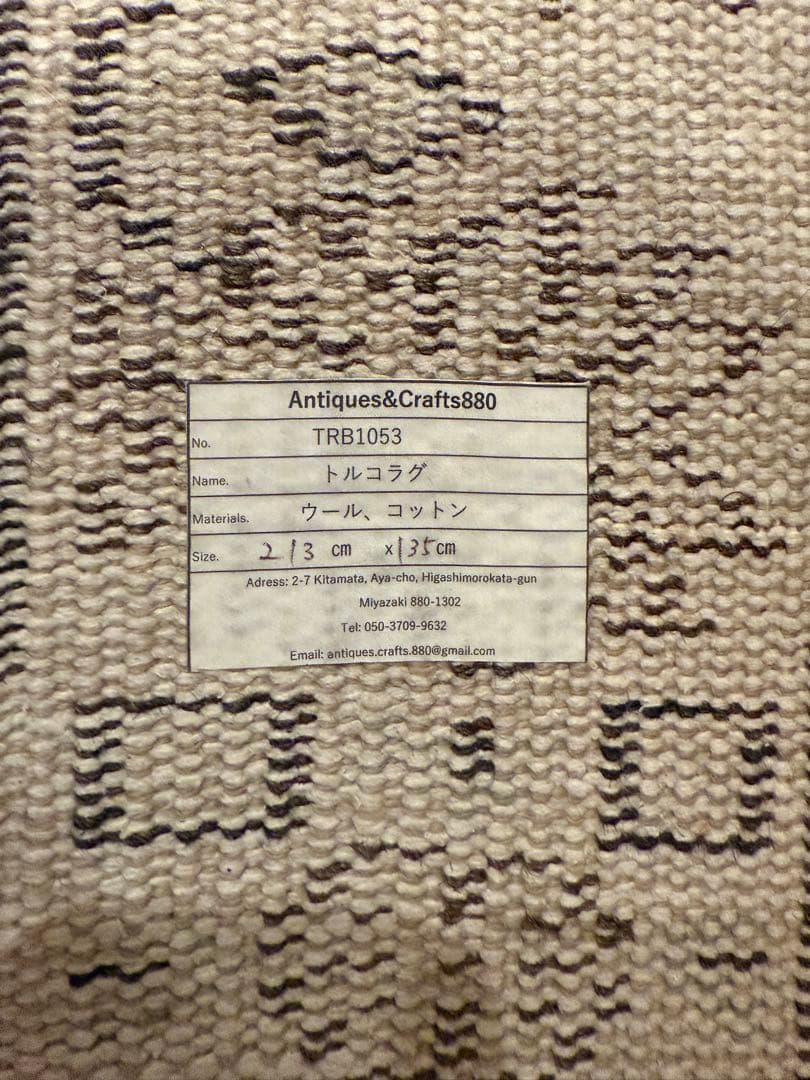 Antiques&Crafts880
No. TRB1053
Name. トルコラグ
Materials. ウール、コットン
Size. 213 cm x135cm
Adress: 2-7 Kitamata, Aya-cho, Higashimorokata-gun
Miyazaki 880-1302
Tel: 050-3709-9632
Email: antiques.crafts.880@gmail.com